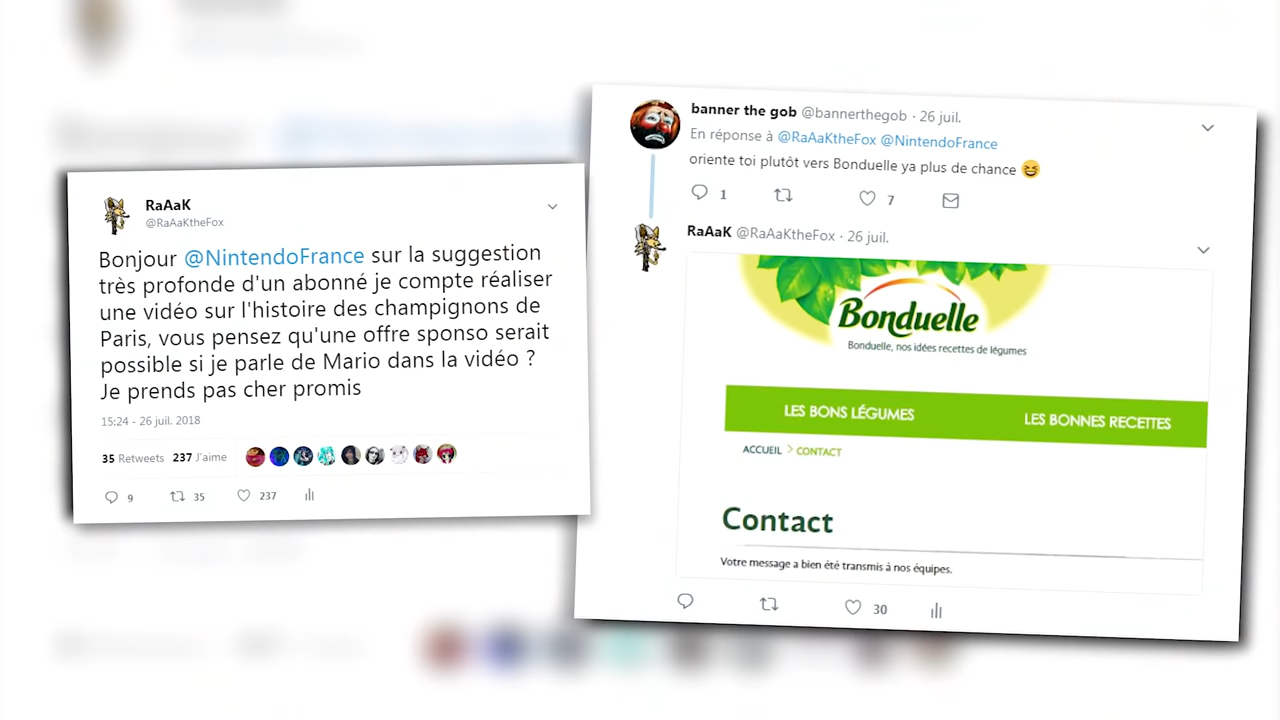 RaAaK
@RaAaKtheFox
Bonjour @NintendoFrance sur la suggestion
très profonde d'un abonné je compte réaliser
une vidéo sur l'histoire des champignons de
Paris, vous pensez qu'une offre sponso serait
possible si je parle de Mario dans la vidéo ?
Je prends pas cher promis
15:24 - 26 juil. 2018
35 Retweets 237 J'aime
9 35 237
banner the gob @bannerthegob · 26 juil.
En réponse à @RaAaKtheFox @NintendoFrance
oriente toi plutôt vers Bonduelle ya plus de chance 😆
1 7
RaAaK @RaAaKtheFox · 26 juil.
Bonduelle
Bonduelle, nos idées recettes de légumes
LES BONS LÉGUMES LES BONNES RECETTES
ACCUEIL > CONTACT
Contact
Votre message a bien été transmis à nos équipes.
30